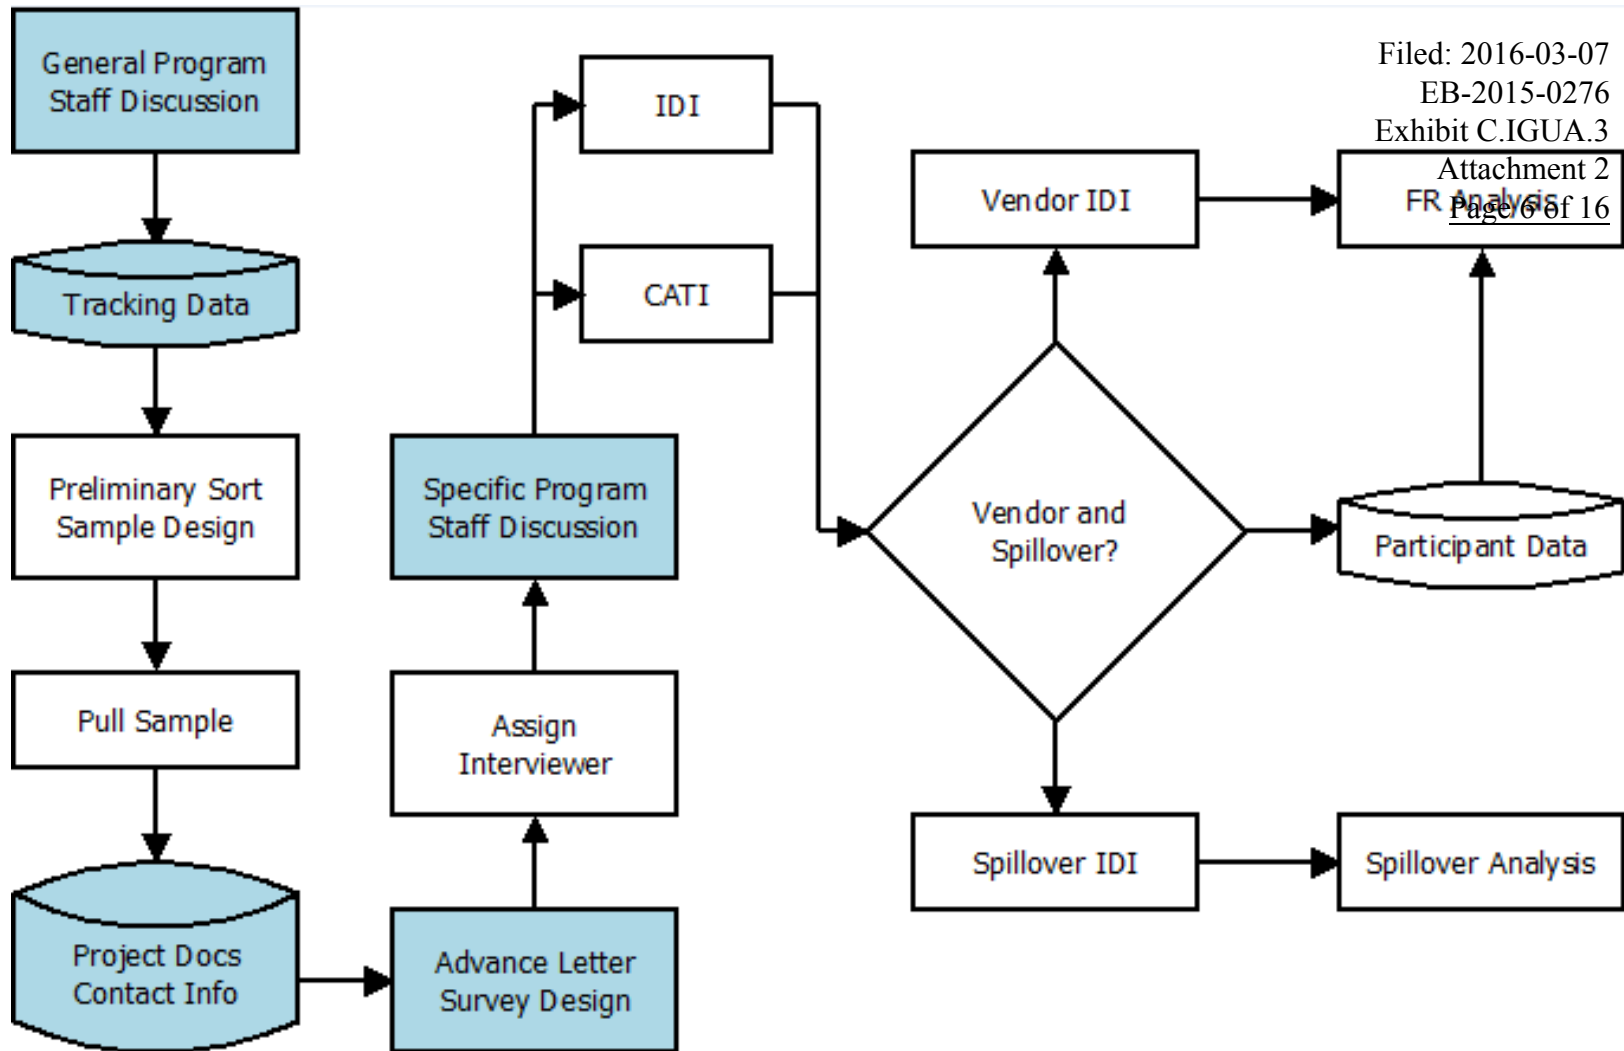 General Program
Staff Discussion
Tracking Data
Preliminary Sort
Sample Design
Pull Sample
Project Docs
Contact Info
Advance Letter
Survey Design
Assign
Interviewer
Specific Program
Staff Discussion
IDI
CATI
Vendor and
Spillover?
Vendor IDI
Filed: 2016-03-07
EB-2015-0276
Exhibit C.IGUA.3
Attachment 2
Page 6 of 16
FR Analysis
Participant Data
Spillover IDI
Spillover Analysis